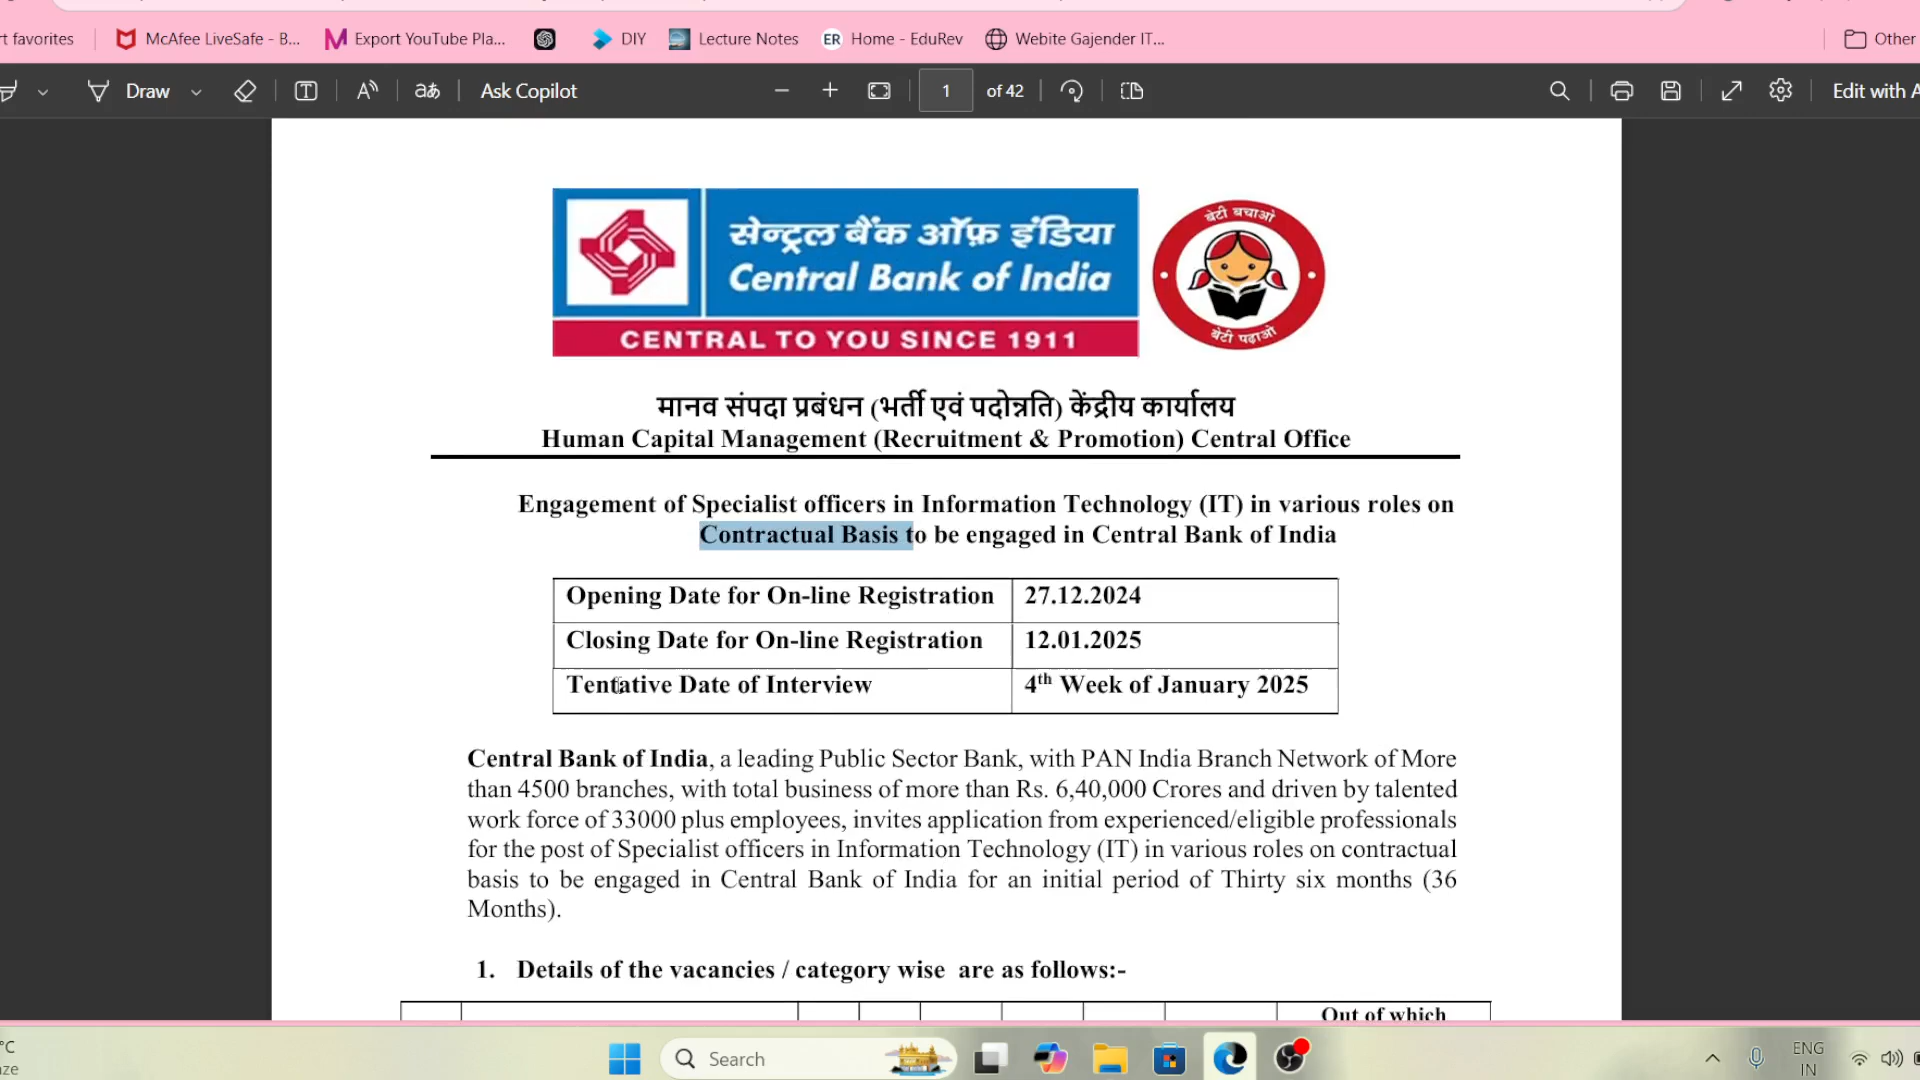 rt favorites
McAfee LiveSafe - B...
Export YouTube Pla...
DIY
Lecture Notes
ER Home - EduRev
Webite Gajender IT...
Other
Draw
Ask Copilot
1 of 42
Edit with A
सेन्ट्रल बैंक ऑफ़ इंडिया
Central Bank of India
CENTRAL TO YOU SINCE 1911
बेटी बचाओ
बेटी पढ़ाओ
मानव संपदा प्रबंधन (भर्ती एवं पदोन्नति) केंद्रीय कार्यालय
Human Capital Management (Recruitment & Promotion) Central Office
Engagement of Specialist officers in Information Technology (IT) in various roles on
Contractual Basis to be engaged in Central Bank of India
Opening Date for On-line Registration 27.12.2024
Closing Date for On-line Registration 12.01.2025
Tentative Date of Interview 4th Week of January 2025
Central Bank of India, a leading Public Sector Bank, with PAN India Branch Network of More
than 4500 branches, with total business of more than Rs. 6,40,000 Crores and driven by talented
work force of 33000 plus employees, invites application from experienced/eligible professionals
for the post of Specialist officers in Information Technology (IT) in various roles on contractual
basis to be engaged in Central Bank of India for an initial period of Thirty six months (36
Months).
1. Details of the vacancies / category wise are as follows:-
Out of which
°C
ze
Search
ENG
IN